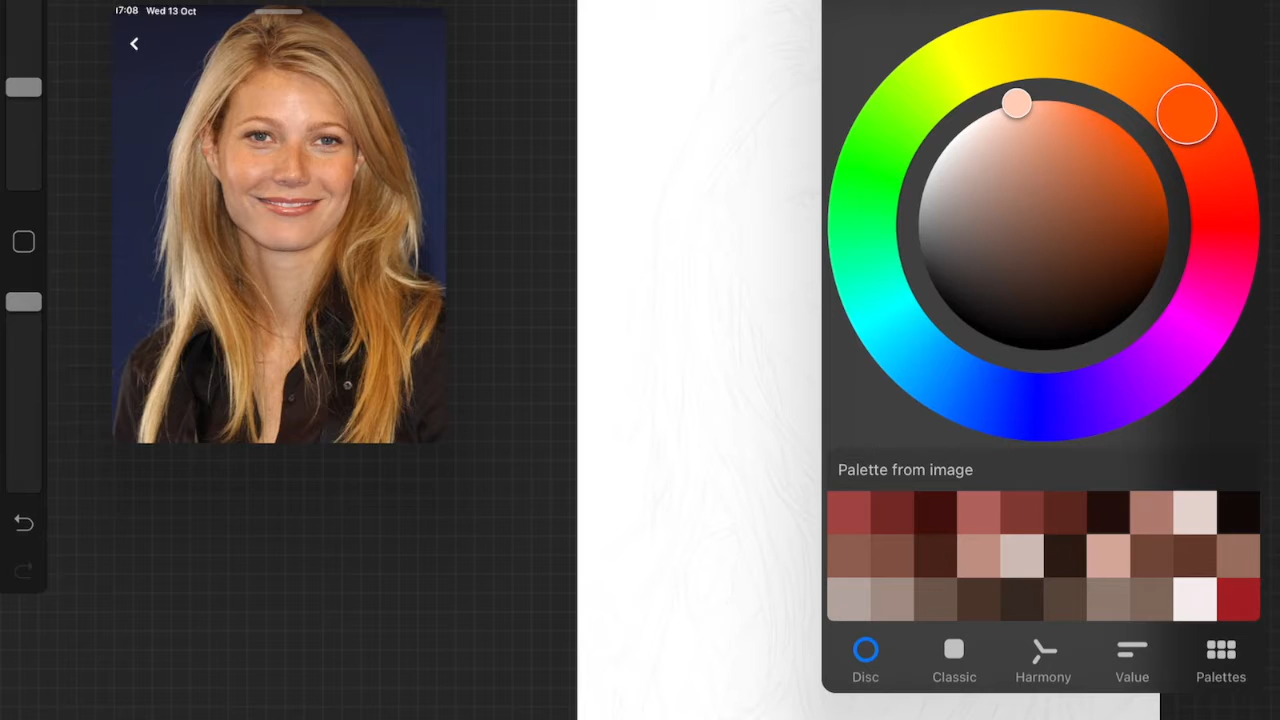 17:08 Wed 13 Oct
Palette from image
Disc
Classic
Harmony
Value
Palettes